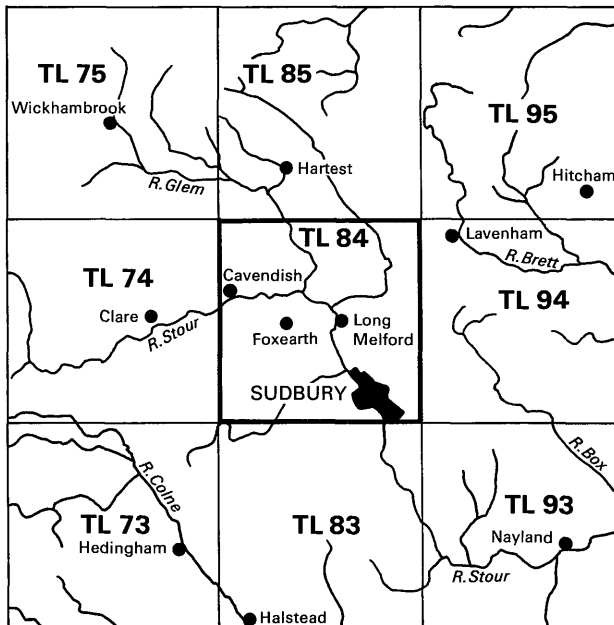 TL 75
TL 85
TL 95
Wickhambrook
Hartest
Hitcham
R.Glem
TL 84
Lavenham
R.Brett
TL 74
Cavendish
TL 94
Clare
R.Stour
Foxearth
Long
Melford
SUDBURY
R.Colne
R.Box
TL 73
TL 83
TL 93
Hedingham
Nayland
R.Stour
Halstead